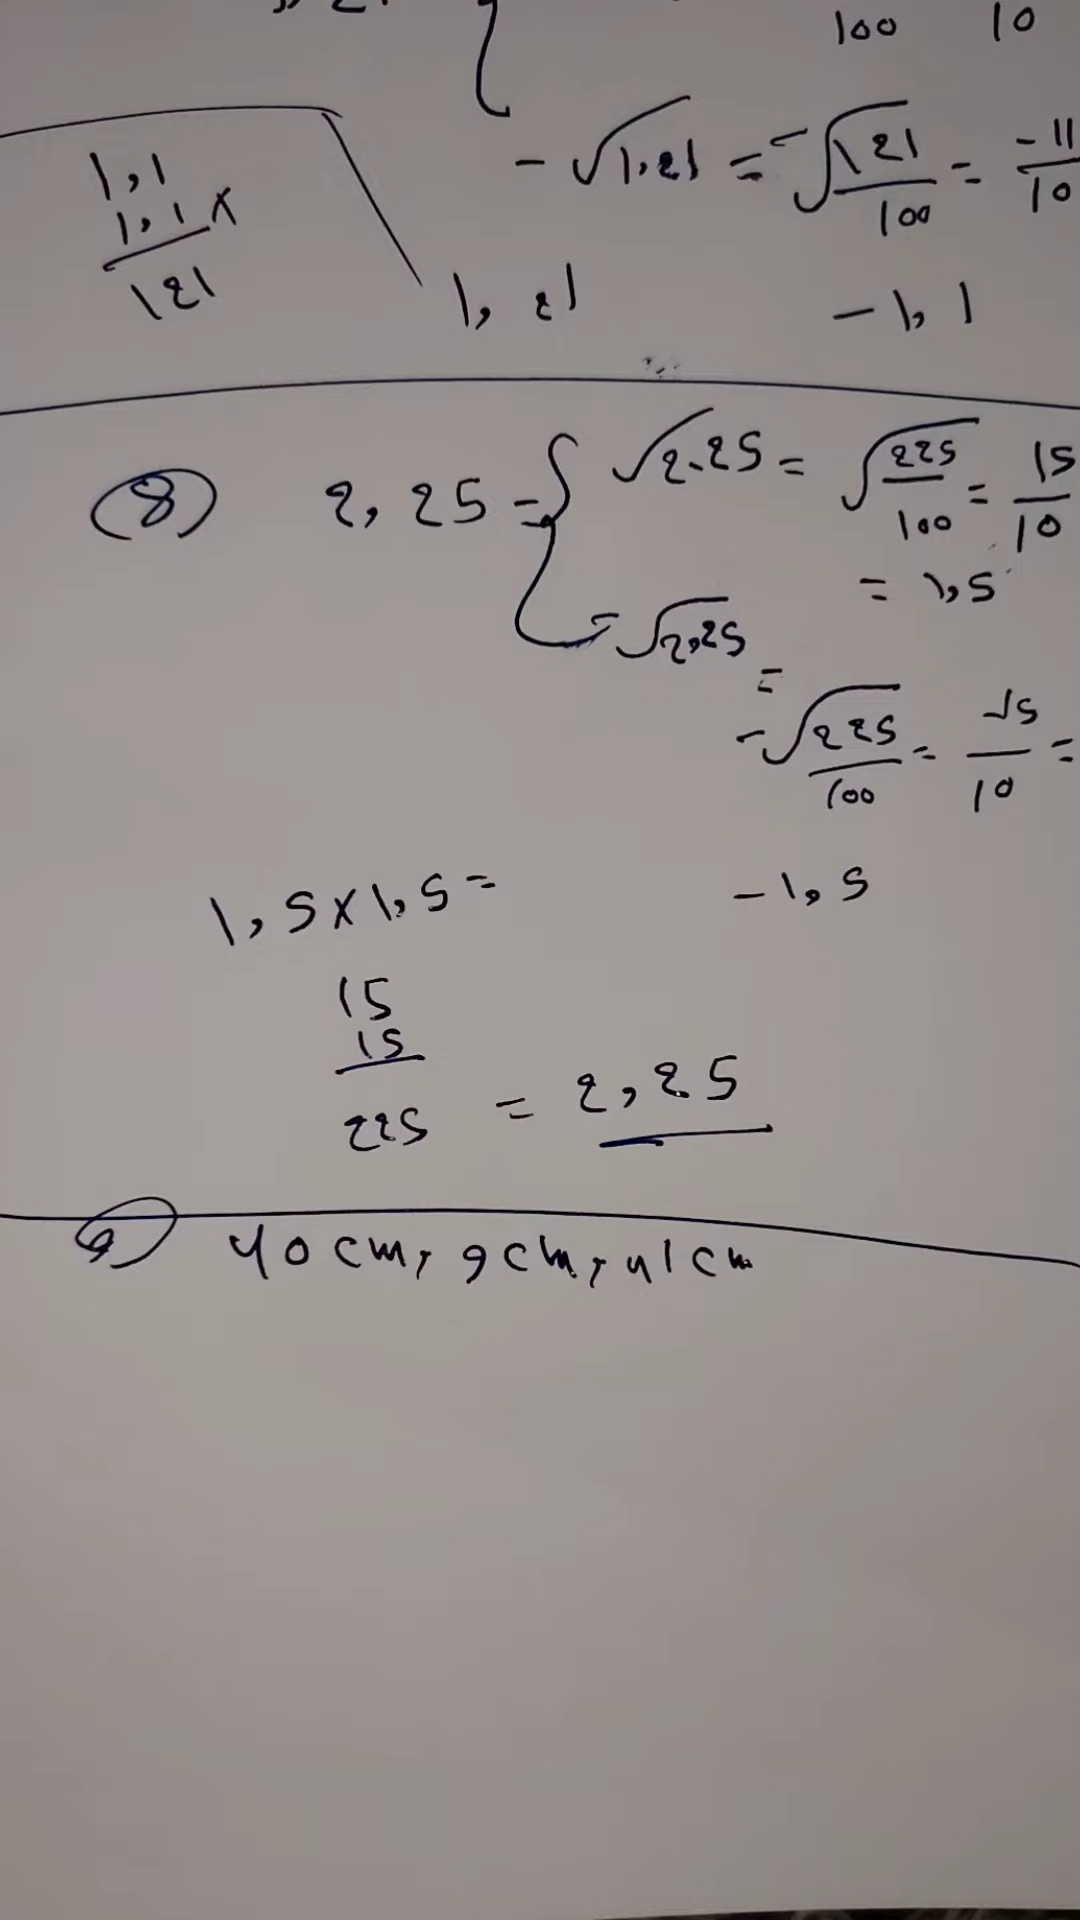 100 10
- √1,21 = - √121/100 = -11/10
1,1
1,1 x
121
1, 21
- 1, 1
8 2, 25 = { √2.25 = √225/100 = 15/10
= 1,5
- √2,25 =
- √225/100 = -15/10 =
1,5 x 1,5 =
- 1,5
15
15
225 = 2,25
9 40 cm, 9 cm, 41 cm